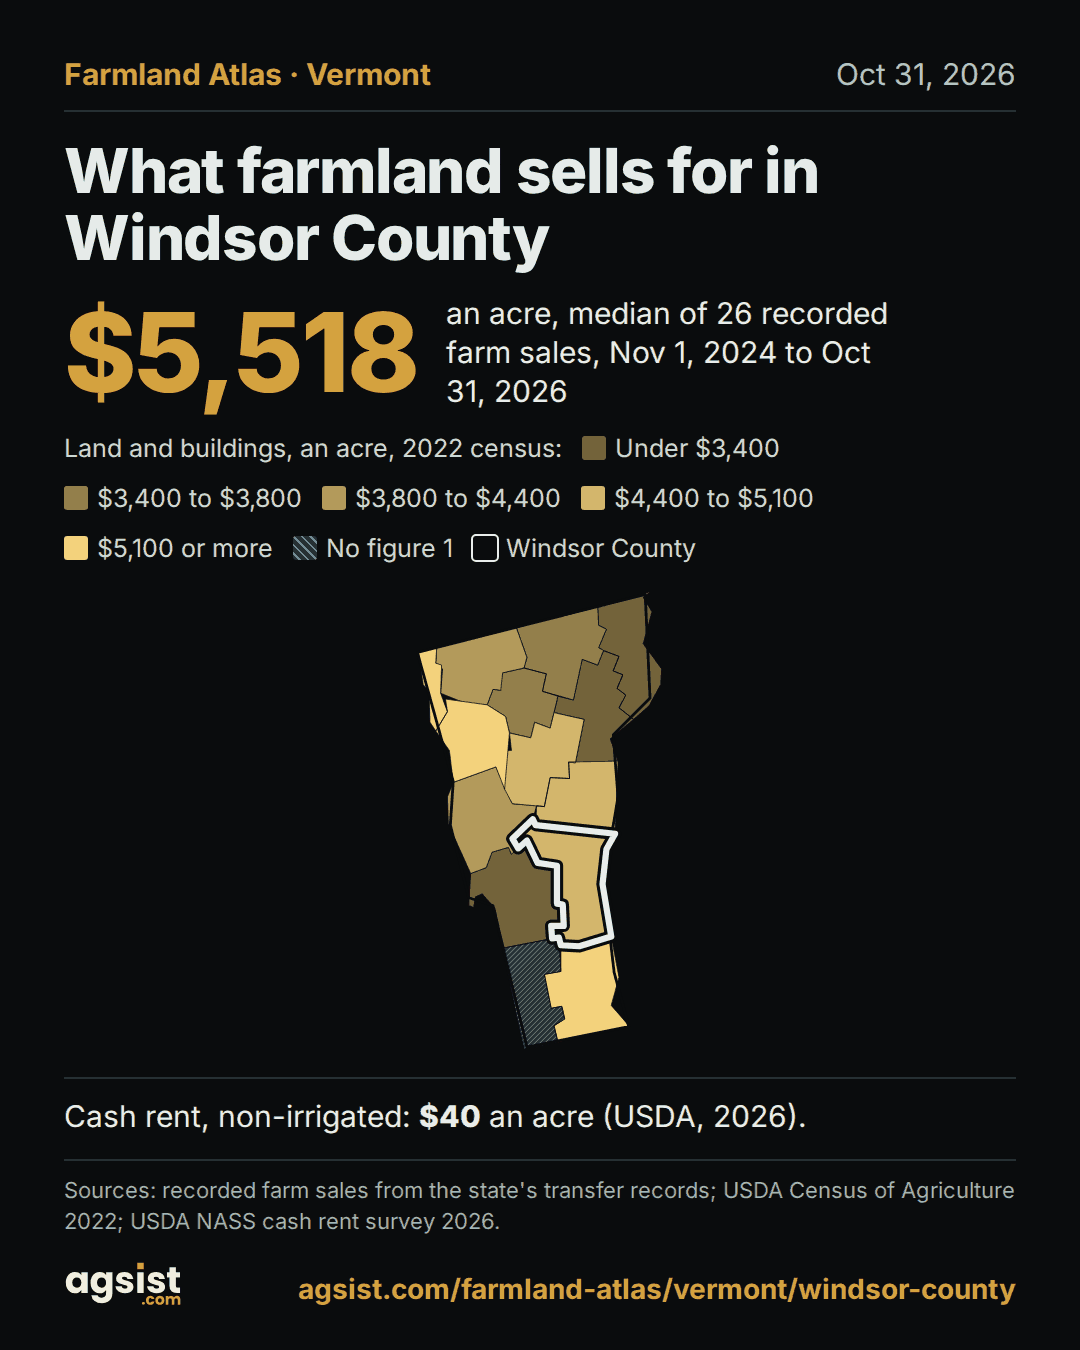 Farmland Atlas · Vermont
Oct 31, 2026
What farmland sells for in
Windsor County
$5,518
an acre, median of 26 recorded
farm sales, Nov 1, 2024 to Oct
31, 2026
Land and buildings, an acre, 2022 census: Under $3,400
$3,400 to $3,800 $3,800 to $4,400 $4,400 to $5,100
$5,100 or more No figure 1 Windsor County
Cash rent, non-irrigated: $40 an acre (USDA, 2026).
Sources: recorded farm sales from the state's transfer records; USDA Census of Agriculture
2022; USDA NASS cash rent survey 2026.
agsist
.com
agsist.com/farmland-atlas/vermont/windsor-county